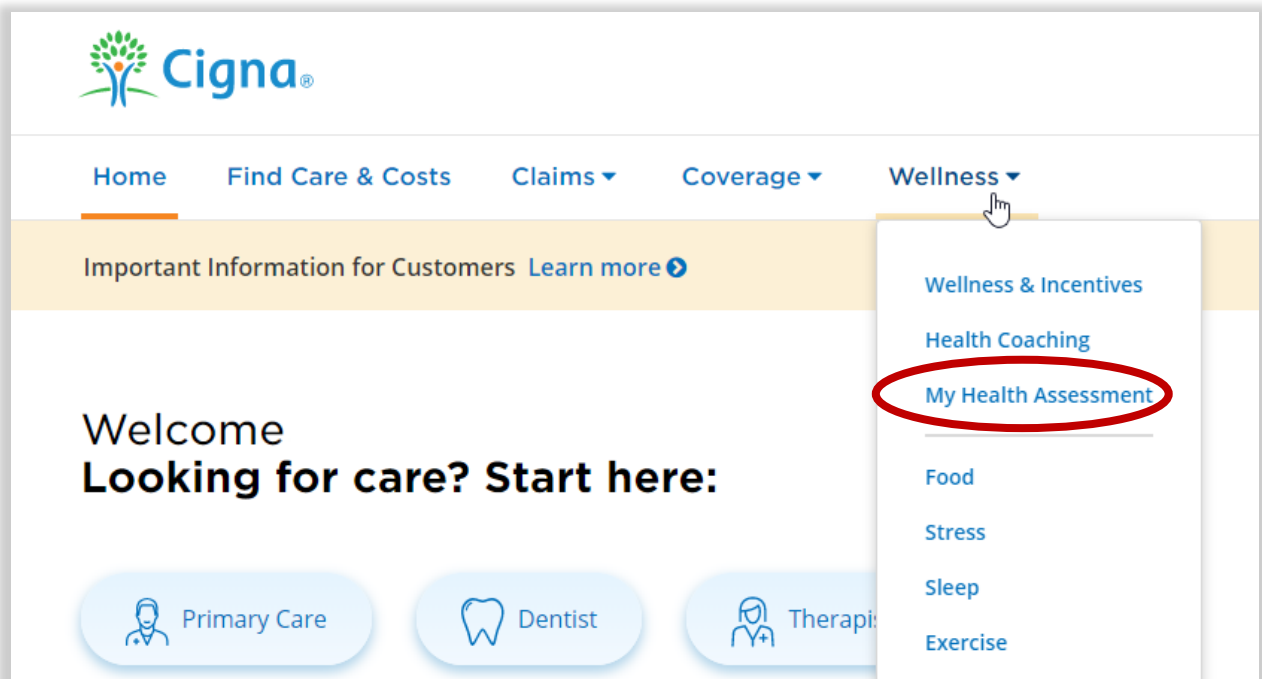 Cigna®
Home Find Care & Costs Claims Coverage Wellness
Important Information for Customers Learn more
Wellness & Incentives
Health Coaching
My Health Assessment
Food
Stress
Sleep
Exercise
Welcome
Looking for care? Start here:
Primary Care Dentist